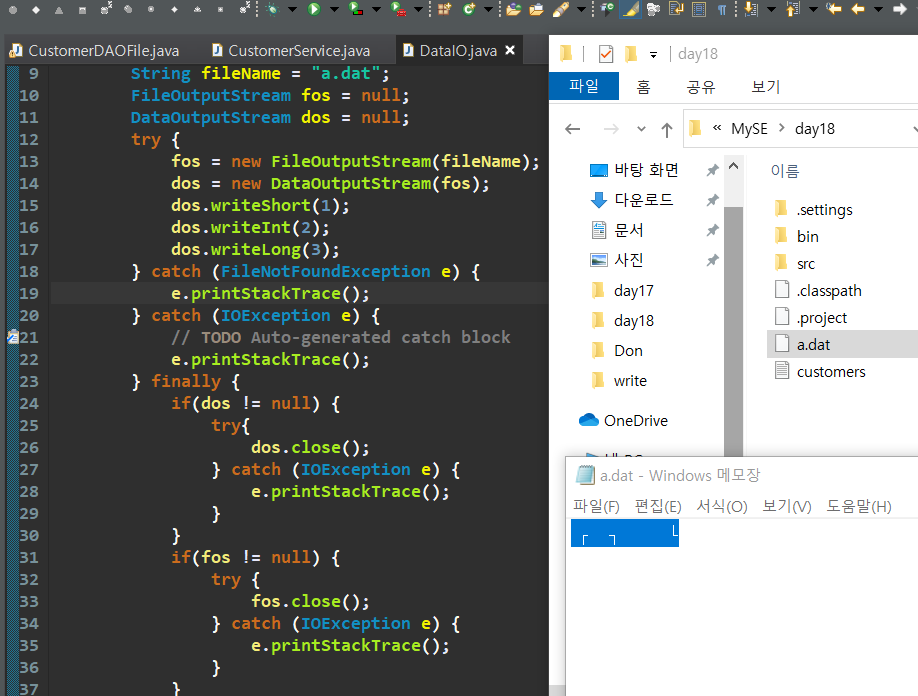 CustomerDAOFile.java
CustomerService.java
DataIO.java
9 String fileName = "a.dat";
10 FileOutputStream fos = null;
11 DataOutputStream dos = null;
12 try {
13 fos = new FileOutputStream(fileName);
14 dos = new DataOutputStream(fos);
15 dos.writeShort(1);
16 dos.writeInt(2);
17 dos.writeLong(3);
18 } catch (FileNotFoundException e) {
19 e.printStackTrace();
20 } catch (IOException e) {
21 // TODO Auto-generated catch block
22 e.printStackTrace();
23 } finally {
24 if(dos != null) {
25 try{
26 dos.close();
27 } catch (IOException e) {
28 e.printStackTrace();
29 }
30 }
31 if(fos != null) {
32 try {
33 fos.close();
34 } catch (IOException e) {
35 e.printStackTrace();
36 }
37 }
day18
파일 홈 공유 보기
« MySE > day18
바탕 화면
다운로드
문서
사진
day17
day18
Don
write
OneDrive
이름
.settings
bin
src
.classpath
.project
a.dat
customers
a.dat - Windows 메모장
파일(F) 편집(E) 서식(O) 보기(V) 도움말(H)
┌ ┐ └